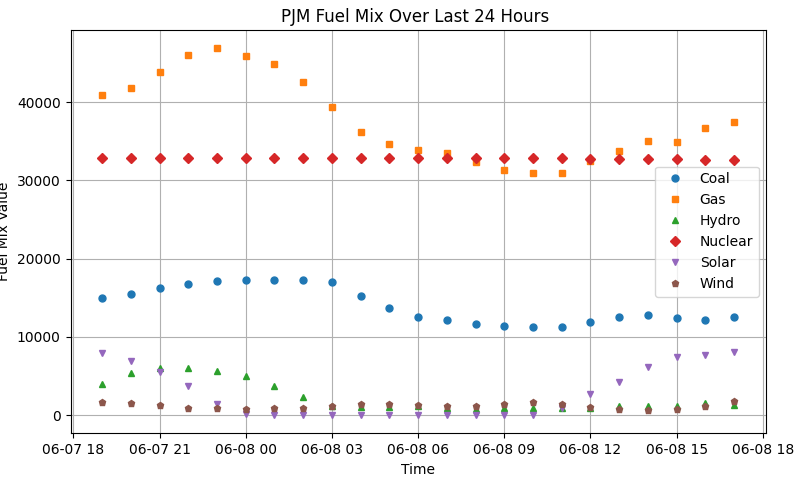 PJM Fuel Mix Over Last 24 Hours
Fuel Mix Value
40000
30000
20000
10000
0
Coal
Gas
Hydro
Nuclear
Solar
Wind
06-07 18 06-07 21 06-08 00 06-08 03 06-08 06 06-08 09 06-08 12 06-08 15 06-08 18
Time